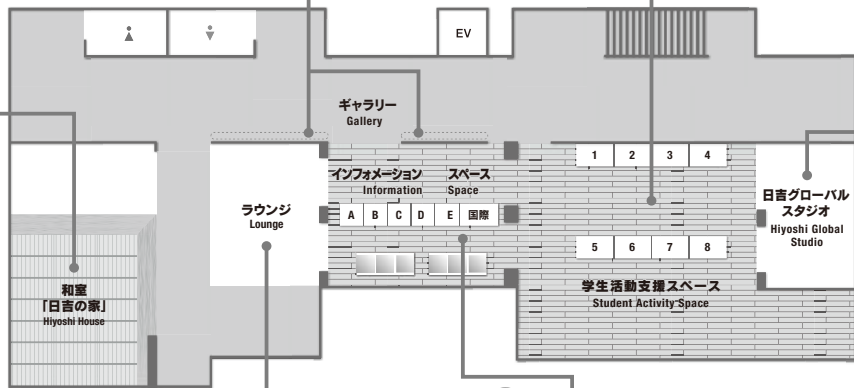 EV
ギャラリー
Gallery
1 2 3 4
インフォメーション スペース
Information Space
A B C D E 国際
ラウンジ
Lounge
日吉グローバル
スタジオ
Hiyoshi Global
Studio
5 6 7 8
和室
「日吉の家」
Hiyoshi House
学生活動支援スペース
Student Activity Space